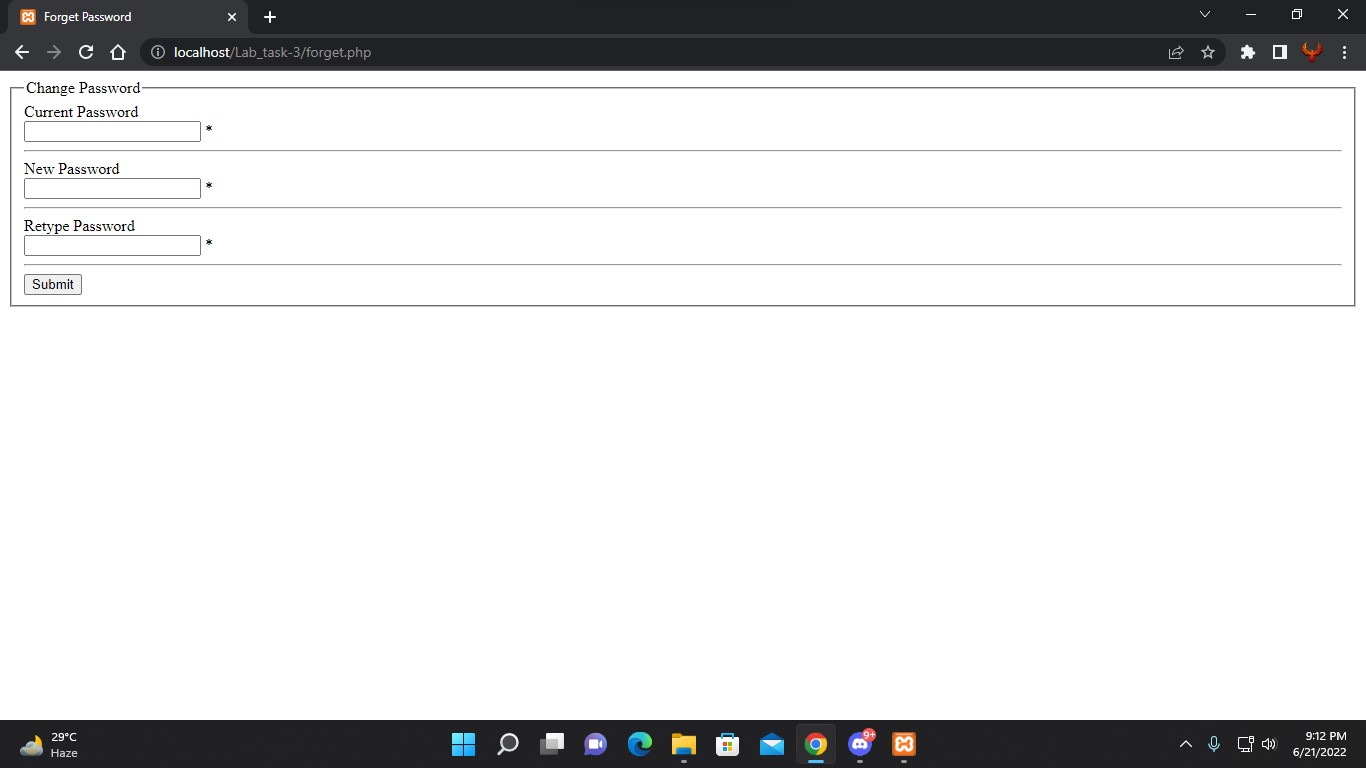 Forget Password
localhost/Lab_task-3/forget.php
Change Password
Current Password
*
New Password
*
Retype Password
*
Submit
29°C
Haze
9+
9:12 PM
6/21/2022